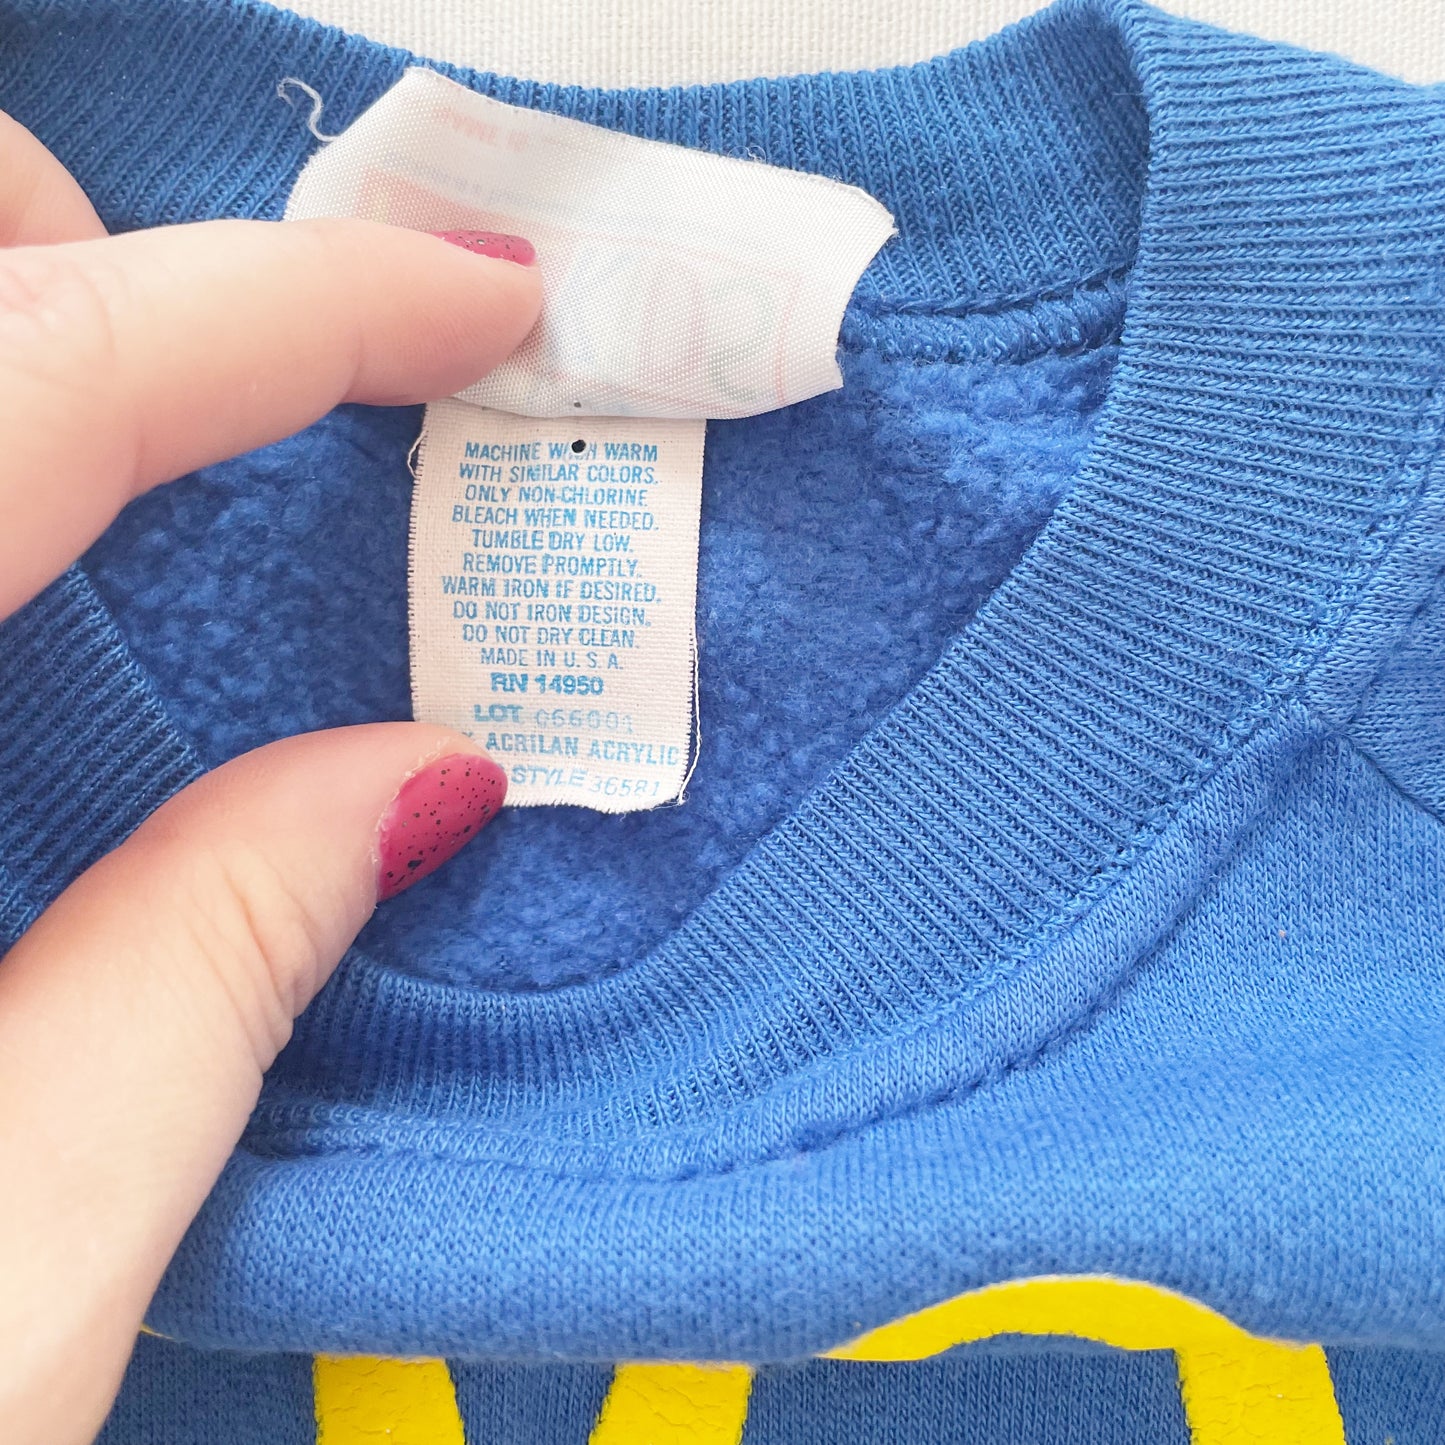 MACHINE WASH WARM
WITH SIMILAR COLORS.
ONLY NON-CHLORINE
BLEACH WHEN NEEDED.
TUMBLE DRY LOW.
REMOVE PROMPTLY.
WARM IRON IF DESIRED.
DO NOT IRON DESIGN.
DO NOT DRY CLEAN.
MADE IN U.S.A.
RN 14950
LOT 066001
ACRILAN ACRYLIC
STYLE 36581